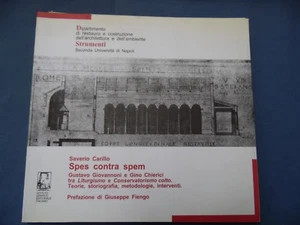 Dipartimento
di restauro e costruzione
dell'architettura e dell'ambiente
Strumenti
Seconda Università di Napoli
Saverio Carillo
Spes contra spem
Gustavo Giovannoni e Gino Chierici
tra Liturgismo e Conservatorismo colto.
Teorie, storiografia, metodologie, interventi.
Prefazione di Giuseppe Fiengo